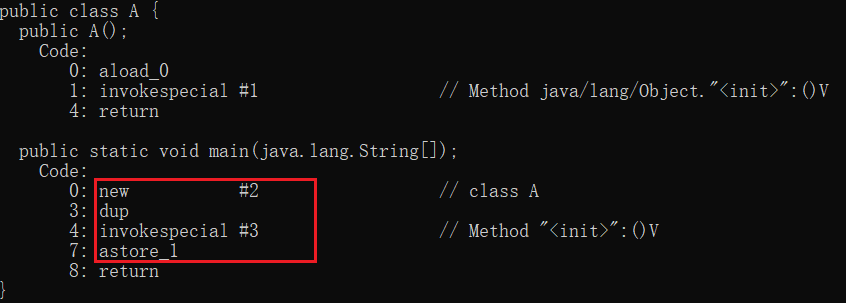 public class A {
  public A();
    Code:
       0: aload_0
       1: invokespecial #1                  // Method java/lang/Object."<init>":()V
       4: return

  public static void main(java.lang.String[]);
    Code:
       0: new           #2                  // class A
       3: dup
       4: invokespecial #3                  // Method "<init>":()V
       7: astore_1
       8: return
}